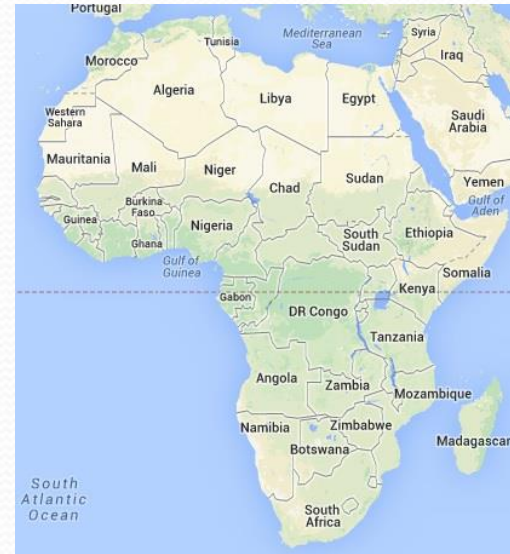 Portugal
Mediterranean
Sea
Syria
Tunisia
Iraq
Morocco
Algeria
Libya
Egypt
Western
Sahara
Saudi
Arabia
Mauritania
Mali
Niger
Chad
Sudan
Yemen
Gulf of
Aden
Burkina
Faso
Guinea
Nigeria
Ghana
South
Sudan
Ethiopia
Gulf of
Guinea
Somalia
Gabon
Kenya
DR Congo
Tanzania
Angola
Zambia
Mozambique
Namibia
Zimbabwe
Botswana
Madagascar
South
Atlantic
Ocean
South
Africa